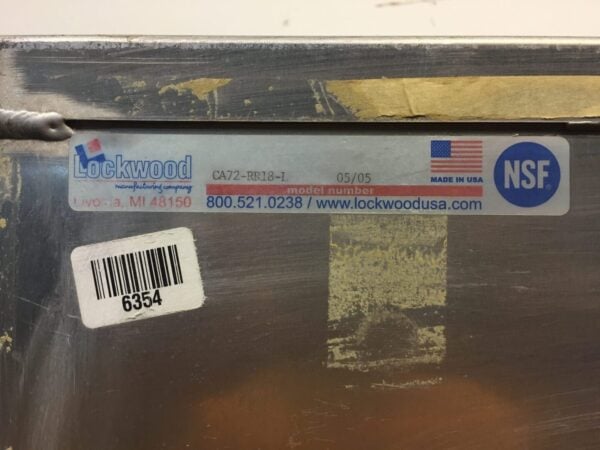 Lockwood
manufacturing company
Livonia, MI 48150
CA72-RR18-L 05/05
model number
800.521.0238 / www.lockwoodusa.com
MADE IN USA
NSF®
6354